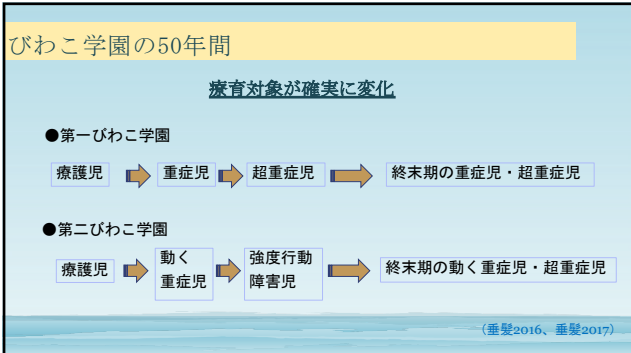 びわこ学園の50年間
療育対象が確実に変化
●第一びわこ学園
療護児 重症児 超重症児 終末期の重症児・超重症児
●第二びわこ学園
療護児 動く重症児 強度行動障害児 終末期の動く重症児・超重症児
（垂髪2016、垂髪2017）